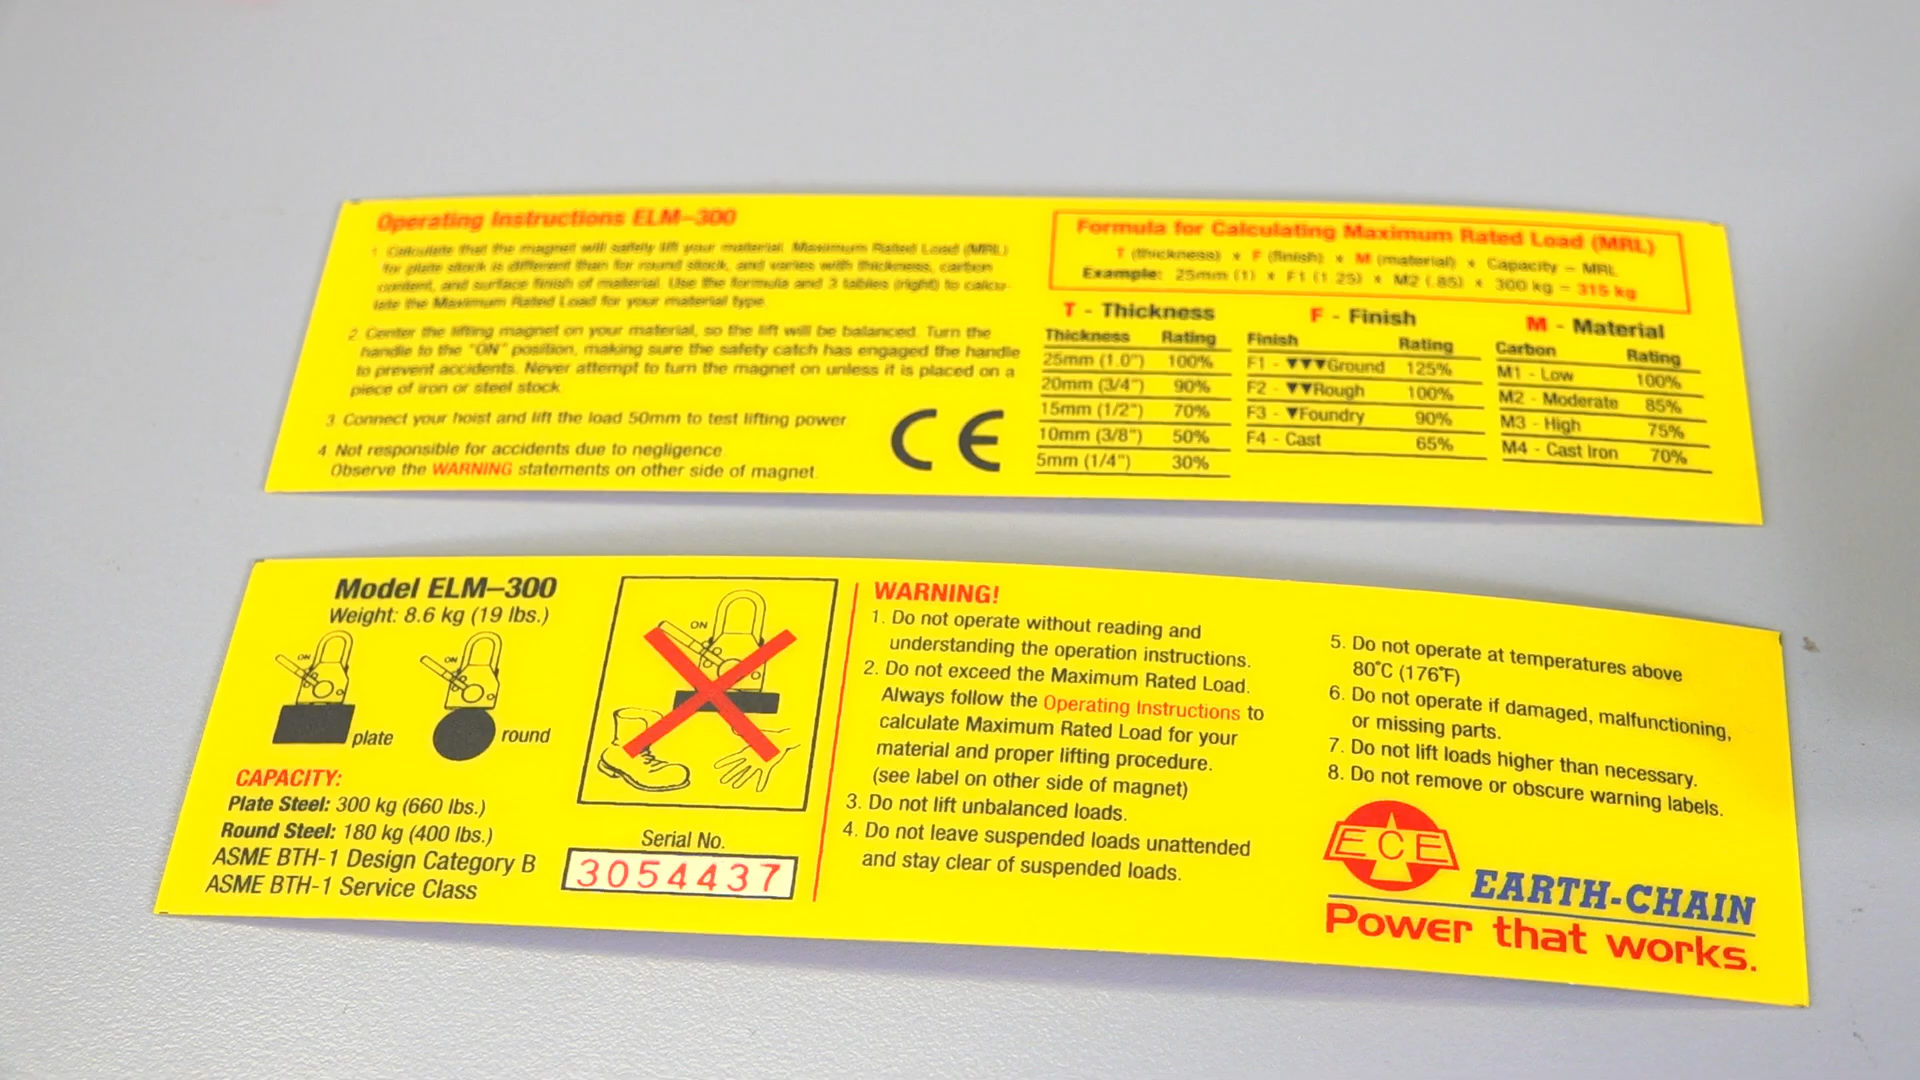 Operating Instructions ELM–300
1. Calculate that the magnet will safely lift your material. Maximum Rated Load (MRL)
for plate stock is different than for round stock, and varies with thickness, carbon
content, and surface finish of material. Use the formula and 3 tables (right) to calcu-
late the Maximum Rated Load for your material type.
2. Center the lifting magnet on your material, so the lift will be balanced. Turn the
handle to the "ON" position, making sure the safety catch has engaged the handle
to prevent accidents. Never attempt to turn the magnet on unless it is placed on a
piece of iron or steel stock.
3. Connect your hoist and lift the load 50mm to test lifting power
4. Not responsible for accidents due to negligence
Observe the WARNING statements on other side of magnet.
CE
Formula for Calculating Maximum Rated Load (MRL)
T (thickness) x F (finish) x M (material) x Capacity = MRL
Example: 25mm (1) x F1 (1.25) x M2 (.85) x 300 kg = 315 kg
T - Thickness
Thickness Rating
25mm (1.0") 100%
20mm (3/4") 90%
15mm (1/2") 70%
10mm (3/8") 50%
5mm (1/4") 30%
F - Finish
Finish Rating
F1 - ▼▼▼Ground 125%
F2 - ▼▼Rough 100%
F3 - ▼Foundry 90%
F4 - Cast 65%
M - Material
Carbon Rating
M1 - Low 100%
M2 - Moderate 85%
M3 - High 75%
M4 - Cast Iron 70%
Model ELM–300
Weight: 8.6 kg (19 lbs.)
ON
ON
plate
round
CAPACITY:
Plate Steel: 300 kg (660 lbs.)
Round Steel: 180 kg (400 lbs.)
ASME BTH-1 Design Category B
ASME BTH-1 Service Class
ON
Serial No.
3054437
WARNING!
1. Do not operate without reading and
understanding the operation instructions.
2. Do not exceed the Maximum Rated Load.
Always follow the Operating Instructions to
calculate Maximum Rated Load for your
material and proper lifting procedure.
(see label on other side of magnet)
3. Do not lift unbalanced loads.
4. Do not leave suspended loads unattended
and stay clear of suspended loads.
5. Do not operate at temperatures above
80°C (176°F)
6. Do not operate if damaged, malfunctioning,
or missing parts.
7. Do not lift loads higher than necessary.
8. Do not remove or obscure warning labels.
ECE
EARTH-CHAIN
Power that works.